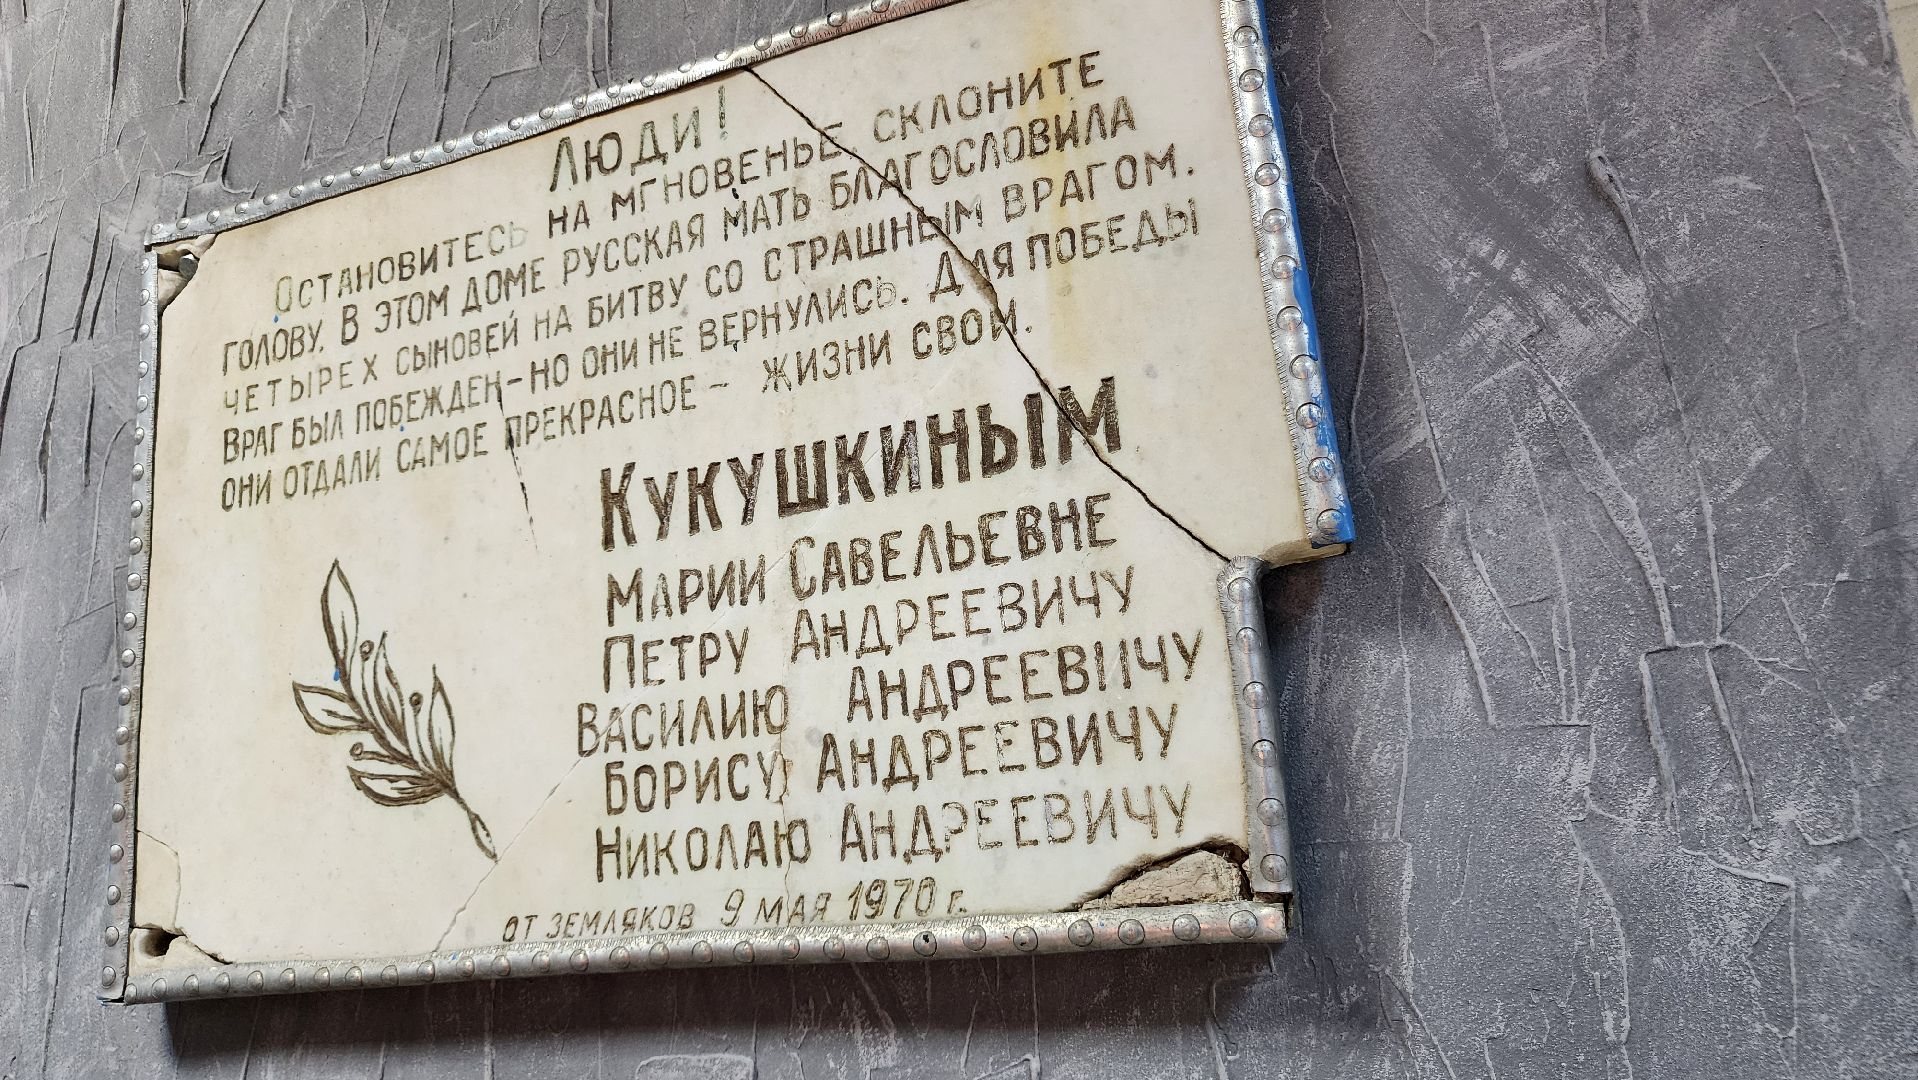 Люди!
Остановитесь на мгновенье, склоните
голову. В этом доме русская мать благословила
четырех сыновей на битву со страшным врагом.
Враг был побежден - но они не вернулись. Для победы
они отдали самое прекрасное - жизни свои.
Кукушкиным
Марии Савельевне
Петру Андреевичу
Василию Андреевичу
Борису Андреевичу
Николаю Андреевичу
от земляков 9 мая 1970 г.